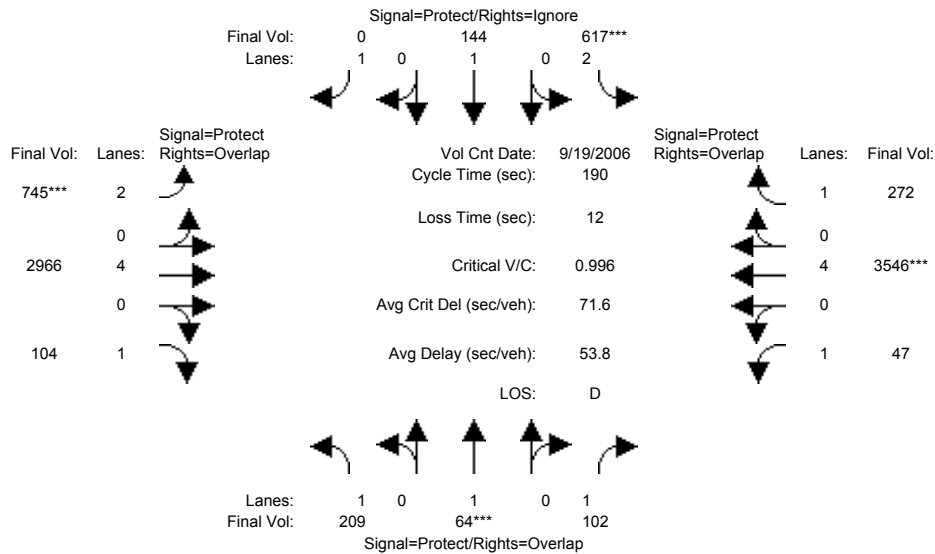 Signal=Protect/Rights=Ignore
Final Vol: 0 144 617***
Lanes: 1 0 1 0 2
Signal=Protect
Final Vol: Lanes: Rights=Overlap
Vol Cnt Date: 9/19/2006
Signal=Protect
Rights=Overlap Lanes: Final Vol:
Cycle Time (sec): 190
745*** 2
1 272
Loss Time (sec): 12
0
0
2966 4
Critical V/C: 0.996
4 3546***
0
Avg Crit Del (sec/veh): 71.6
0
104 1
Avg Delay (sec/veh): 53.8
1 47
LOS: D
Lanes: 1 0 1 0 1
Final Vol: 209 64*** 102
Signal=Protect/Rights=Overlap